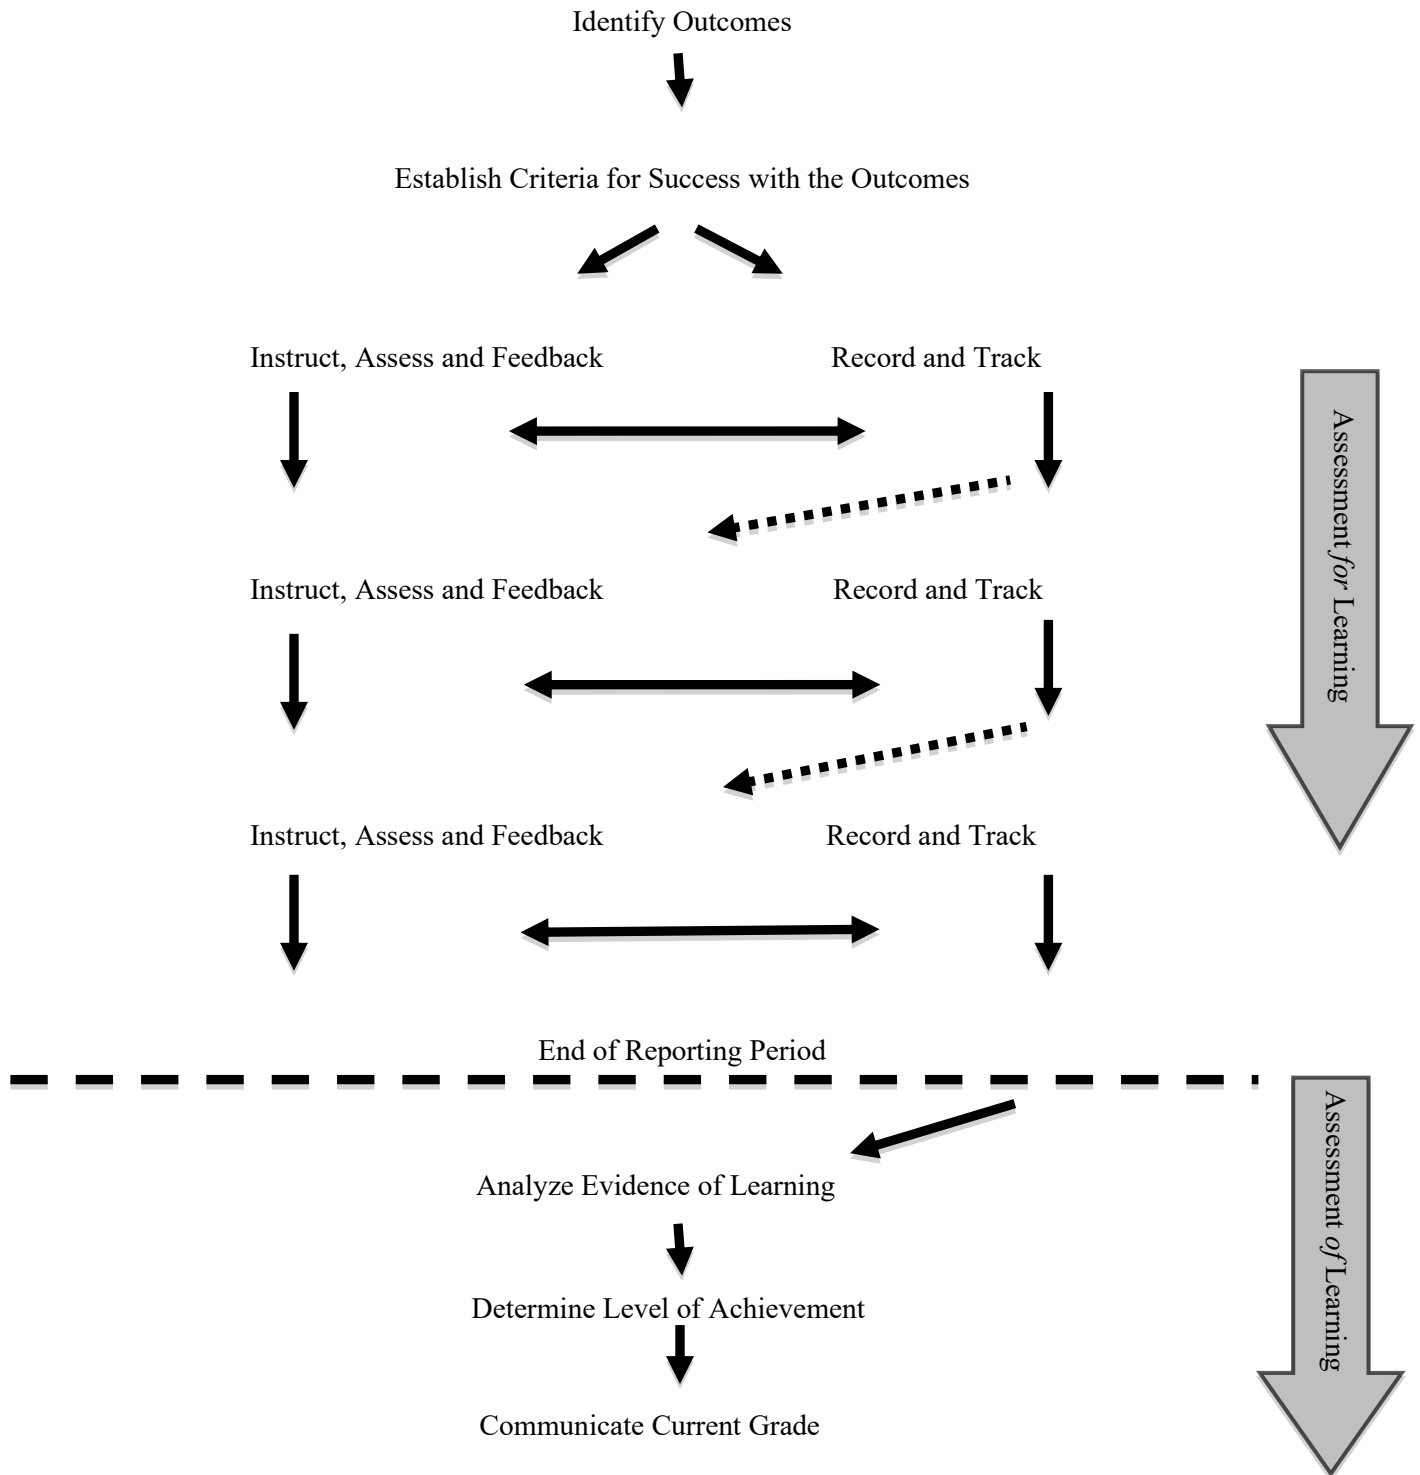 Identify Outcomes
Establish Criteria for Success with the Outcomes
Instruct, Assess and Feedback
Record and Track
Assessment for Learning
Instruct, Assess and Feedback
Record and Track
Instruct, Assess and Feedback
Record and Track
End of Reporting Period
Analyze Evidence of Learning
Assessment of Learning
Determine Level of Achievement
Communicate Current Grade